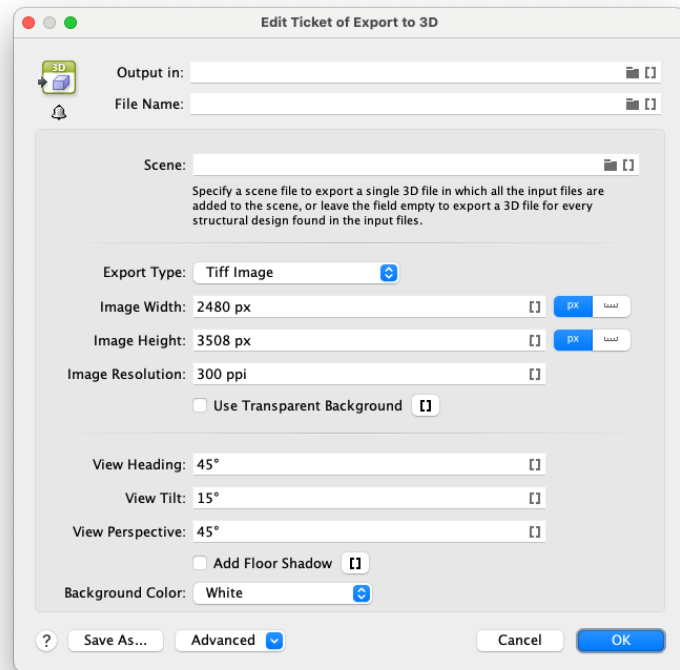 Edit Ticket of Export to 3D
3D
Output in:
File Name:
Scene:
Specify a scene file to export a single 3D file in which all the input files are
added to the scene, or leave the field empty to export a 3D file for every
structural design found in the input files.
Export Type: Tiff Image
Image Width: 2480 px px
Image Height: 3508 px px
Image Resolution: 300 ppi
Use Transparent Background
View Heading: 45°
View Tilt: 15°
View Perspective: 45°
Add Floor Shadow
Background Color: White
? Save As... Advanced Cancel OK